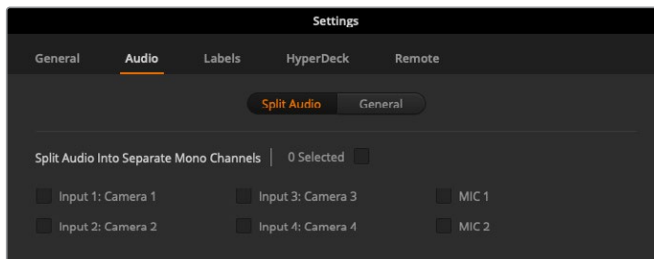 Settings
General Audio Labels HyperDeck Remote
Split Audio General
Split Audio Into Separate Mono Channels 0 Selected
Input 1: Camera 1 Input 3: Camera 3 MIC 1
Input 2: Camera 2 Input 4: Camera 4 MIC 2